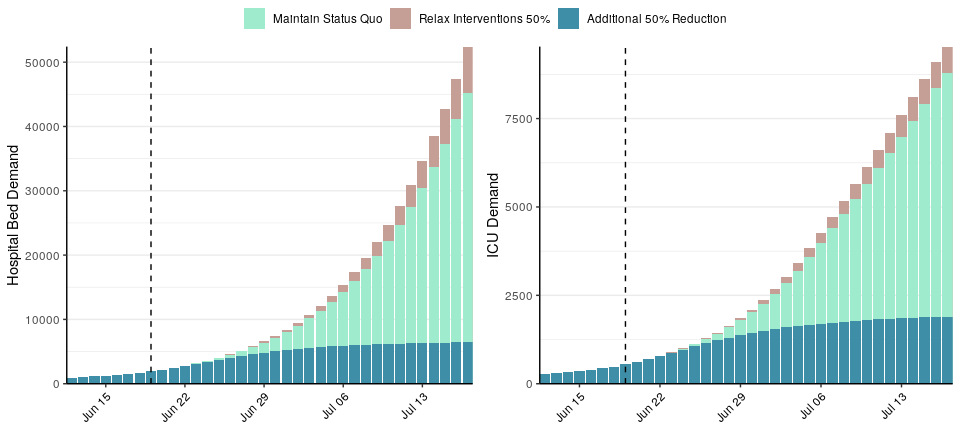 Maintain Status Quo Relax Interventions 50% Additional 50% Reduction
Hospital Bed Demand
50000
40000
30000
20000
10000
0
Jun 15 Jun 22 Jun 29 Jul 06 Jul 13
ICU Demand
7500
5000
2500
0
Jun 15 Jun 22 Jun 29 Jul 06 Jul 13